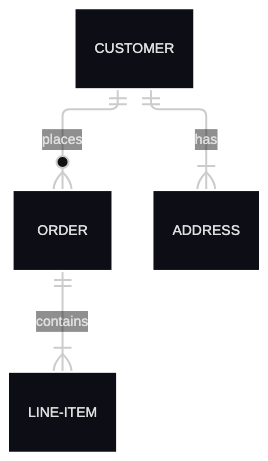 CUSTOMER
places
has
ORDER
ADDRESS
contains
LINE-ITEM